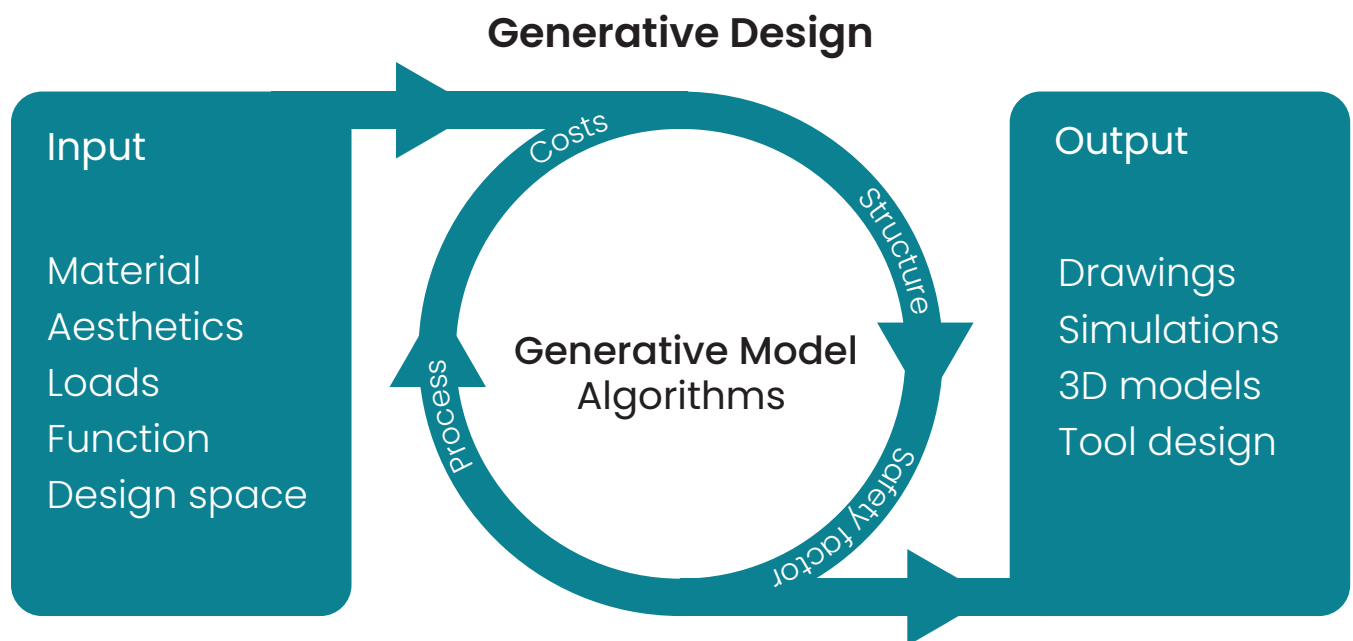 Generative Design
Input
Material
Aesthetics
Loads
Function
Design space
Costs
Structure
Safety factor
Process
Generative Model
Algorithms
Output
Drawings
Simulations
3D models
Tool design